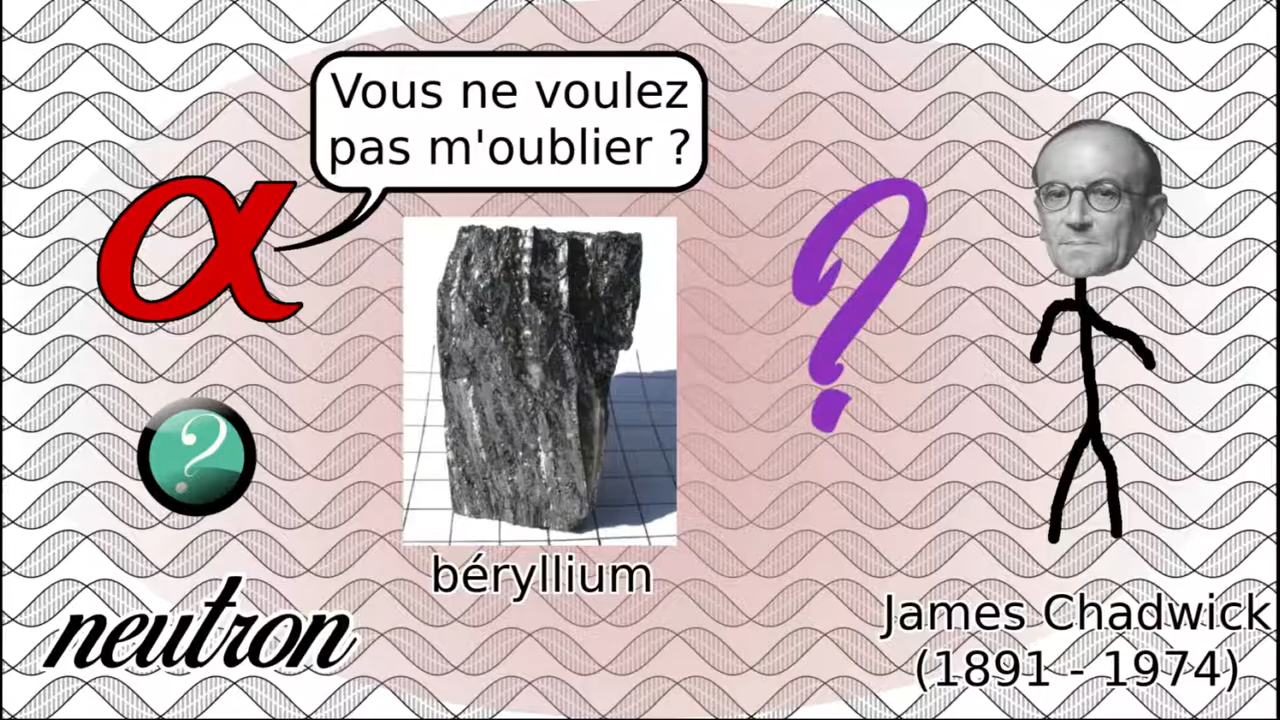 Vous ne voulez
pas m'oublier ?
α
?
?
béryllium
neutron
James Chadwick
(1891 - 1974)